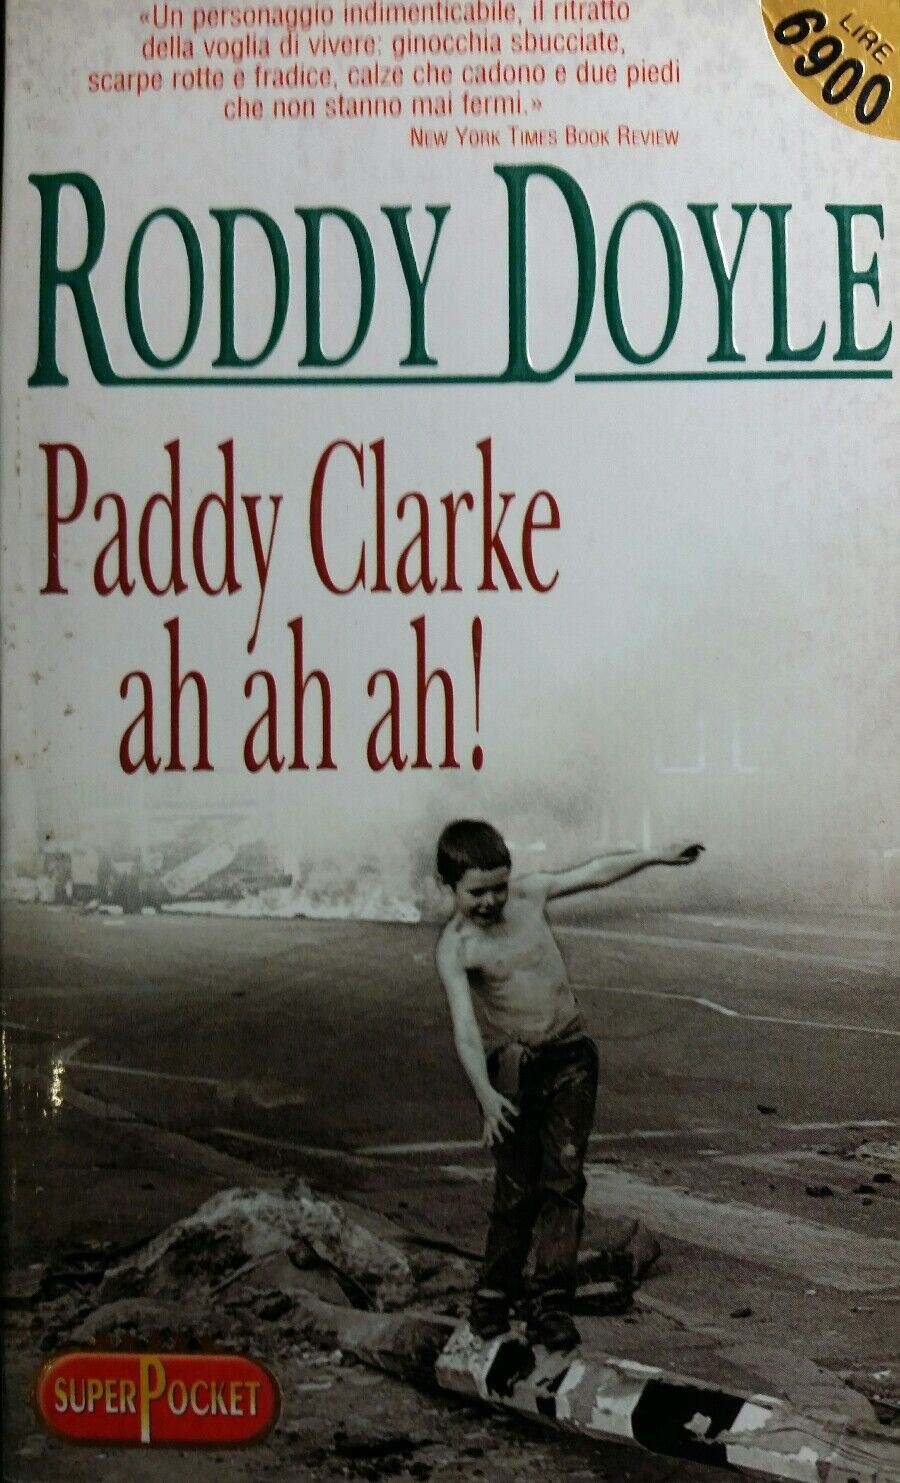 «Un personaggio indimenticabile, il ritratto
della voglia di vivere: ginocchia sbucciate,
scarpe rotte e fradice, calze che cadono e due piedi
che non stanno mai fermi.»
NEW YORK TIMES BOOK REVIEW
LIRE
6900
RODDY DOYLE
Paddy Clarke
ah ah ah!
SUPERPOCKET